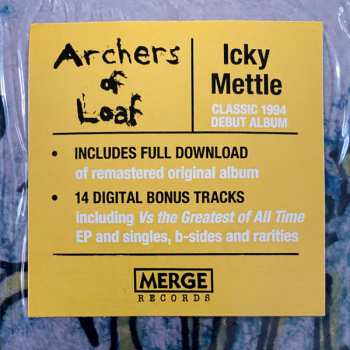 Archers
of
Loaf
Icky
Mettle
CLASSIC 1994
DEBUT ALBUM
• INCLUDES FULL DOWNLOAD
of remastered original album
• 14 DIGITAL BONUS TRACKS
including Vs the Greatest of All Time
EP and singles, b-sides and rarities
MERGE
RECORDS